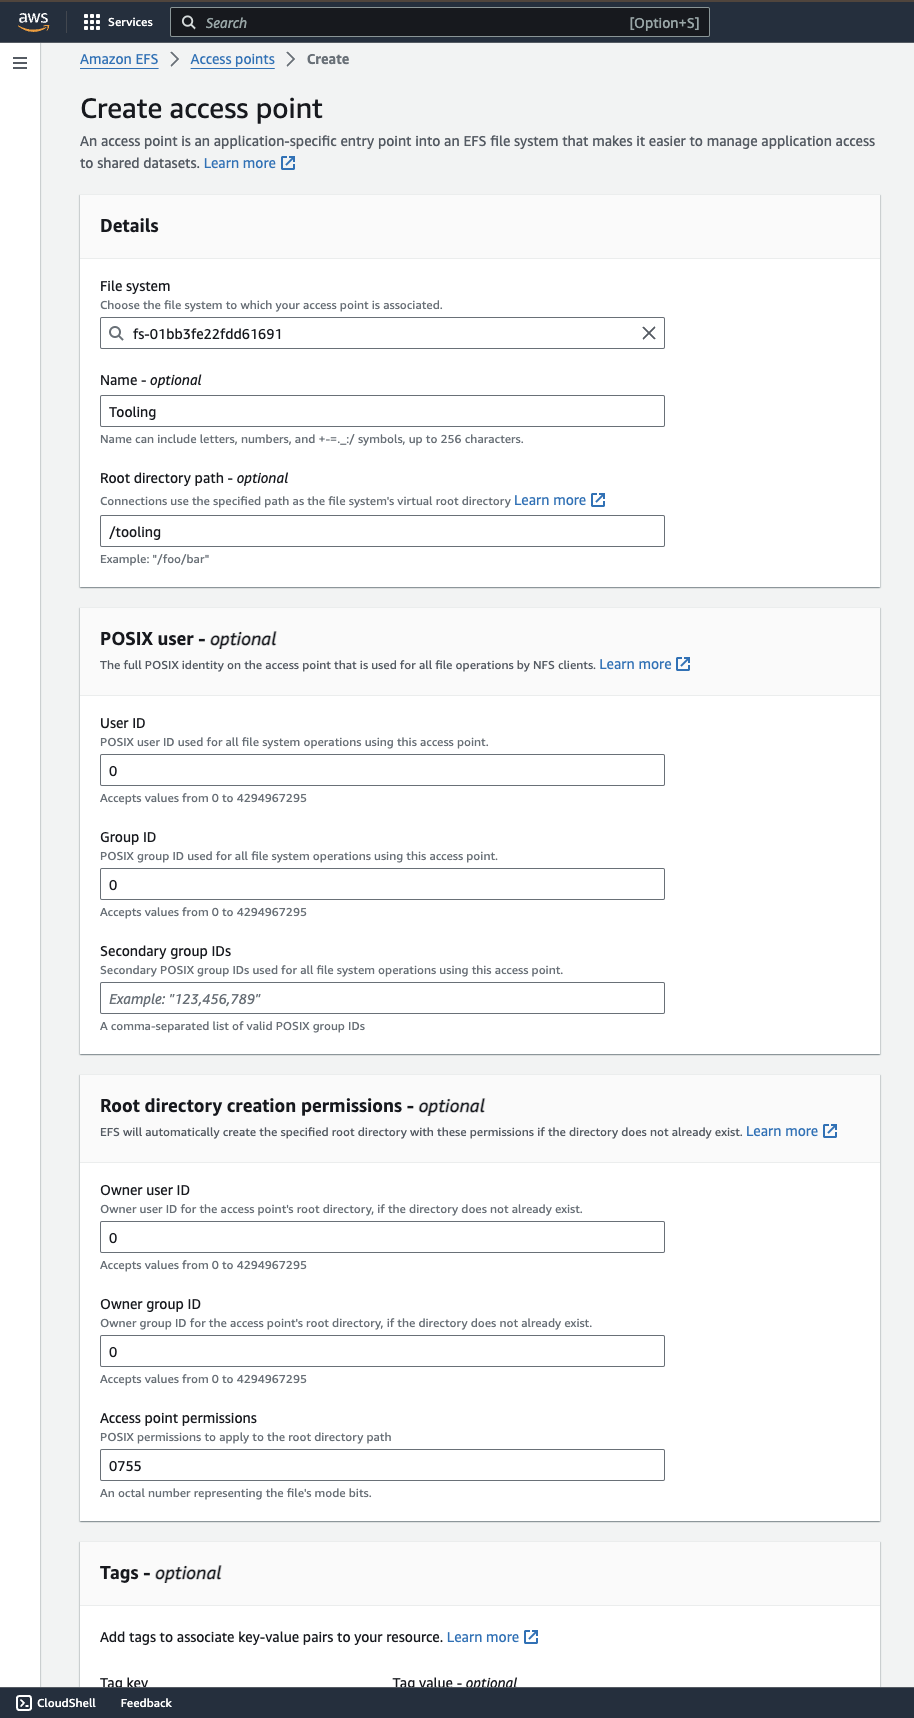 aws
Services
Search
[Option+S]
Amazon EFS
Access points
Create
Create access point
An access point is an application-specific entry point into an EFS file system that makes it easier to manage application access
to shared datasets. Learn more
Details
File system
Choose the file system to which your access point is associated.
fs-01bb3fe22fdd61691
Name - optional
Tooling
Name can include letters, numbers, and +-=._:/ symbols, up to 256 characters.
Root directory path - optional
Connections use the specified path as the file system's virtual root directory Learn more
/tooling
Example: "/foo/bar"
POSIX user - optional
The full POSIX identity on the access point that is used for all file operations by NFS clients. Learn more
User ID
POSIX user ID used for all file system operations using this access point.
0
Accepts values from 0 to 4294967295
Group ID
POSIX group ID used for all file system operations using this access point.
0
Accepts values from 0 to 4294967295
Secondary group IDs
Secondary POSIX group IDs used for all file system operations using this access point.
Example: "123,456,789"
A comma-separated list of valid POSIX group IDs
Root directory creation permissions - optional
EFS will automatically create the specified root directory with these permissions if the directory does not already exist. Learn more
Owner user ID
Owner user ID for the access point's root directory, if the directory does not already exist.
0
Accepts values from 0 to 4294967295
Owner group ID
Owner group ID for the access point's root directory, if the directory does not already exist.
0
Accepts values from 0 to 4294967295
Access point permissions
POSIX permissions to apply to the root directory path
0755
An octal number representing the file's mode bits.
Tags - optional
Add tags to associate key-value pairs to your resource. Learn more
Tag key
Tag value - optional
CloudShell
Feedback